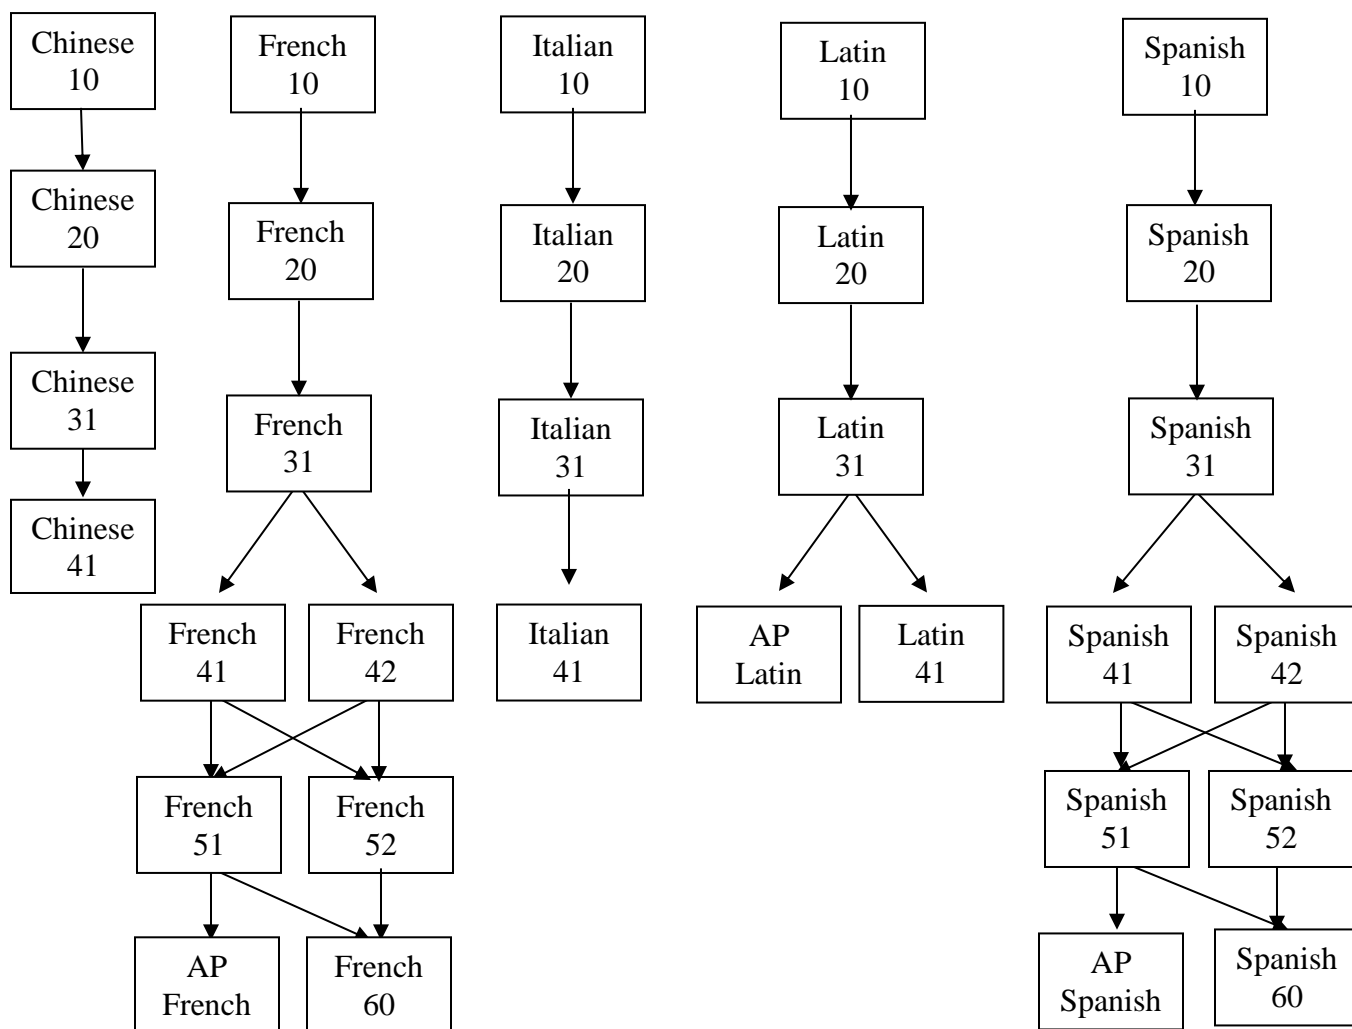 Chinese
10
French
10
Italian
10
Latin
10
Spanish
10
Chinese
20
French
20
Italian
20
Latin
20
Spanish
20
Chinese
31
French
31
Italian
31
Latin
31
Spanish
31
Chinese
41
French
41
French
42
Italian
41
AP
Latin
Latin
41
Spanish
41
Spanish
42
French
51
French
52
Spanish
51
Spanish
52
AP
French
French
60
AP
Spanish
Spanish
60